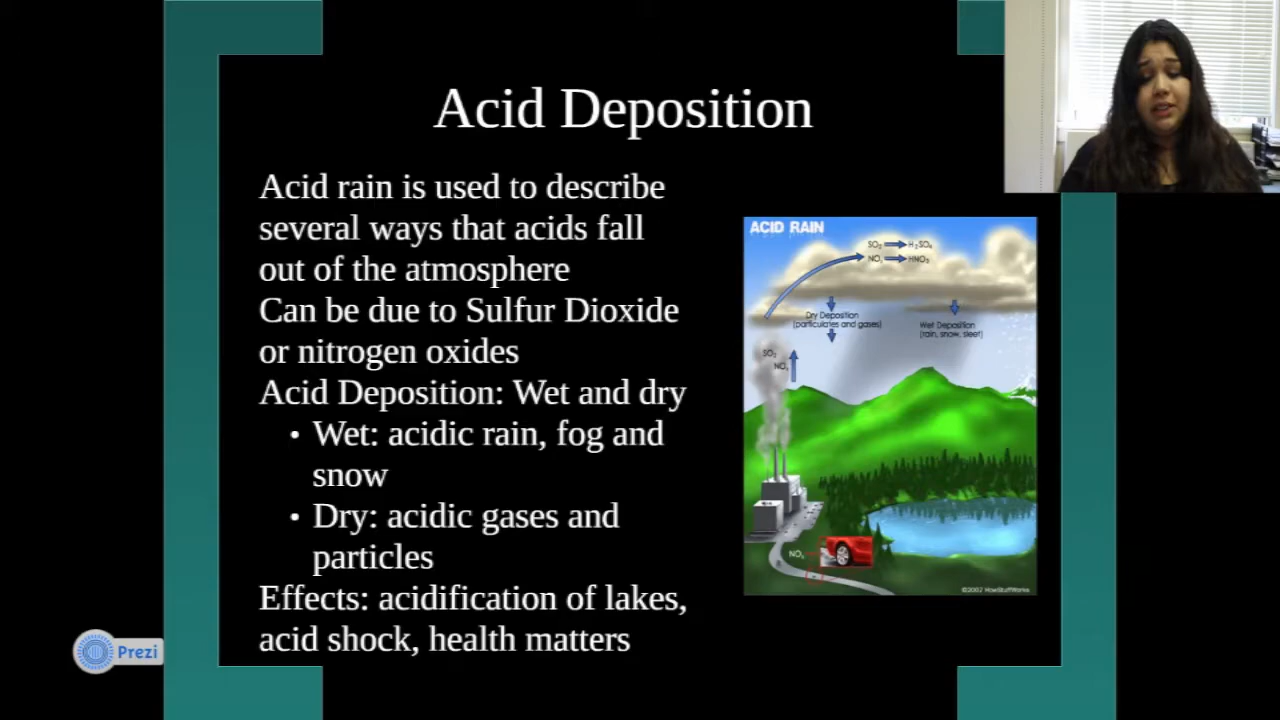 Acid Deposition
Acid rain is used to describe
several ways that acids fall
out of the atmosphere
Can be due to Sulfur Dioxide
or nitrogen oxides
Acid Deposition: Wet and dry
• Wet: acidic rain, fog and
snow
• Dry: acidic gases and
particles
Effects: acidification of lakes,
acid shock, health matters
ACID RAIN
SO₂ H₂SO₄
NOₓ HNO₃
Dry Deposition
(particulates and gases)
Wet Deposition
(rain, snow, sleet)
SO₂
NOₓ
NOₓ
©2002 HowStuffWorks
Prezi